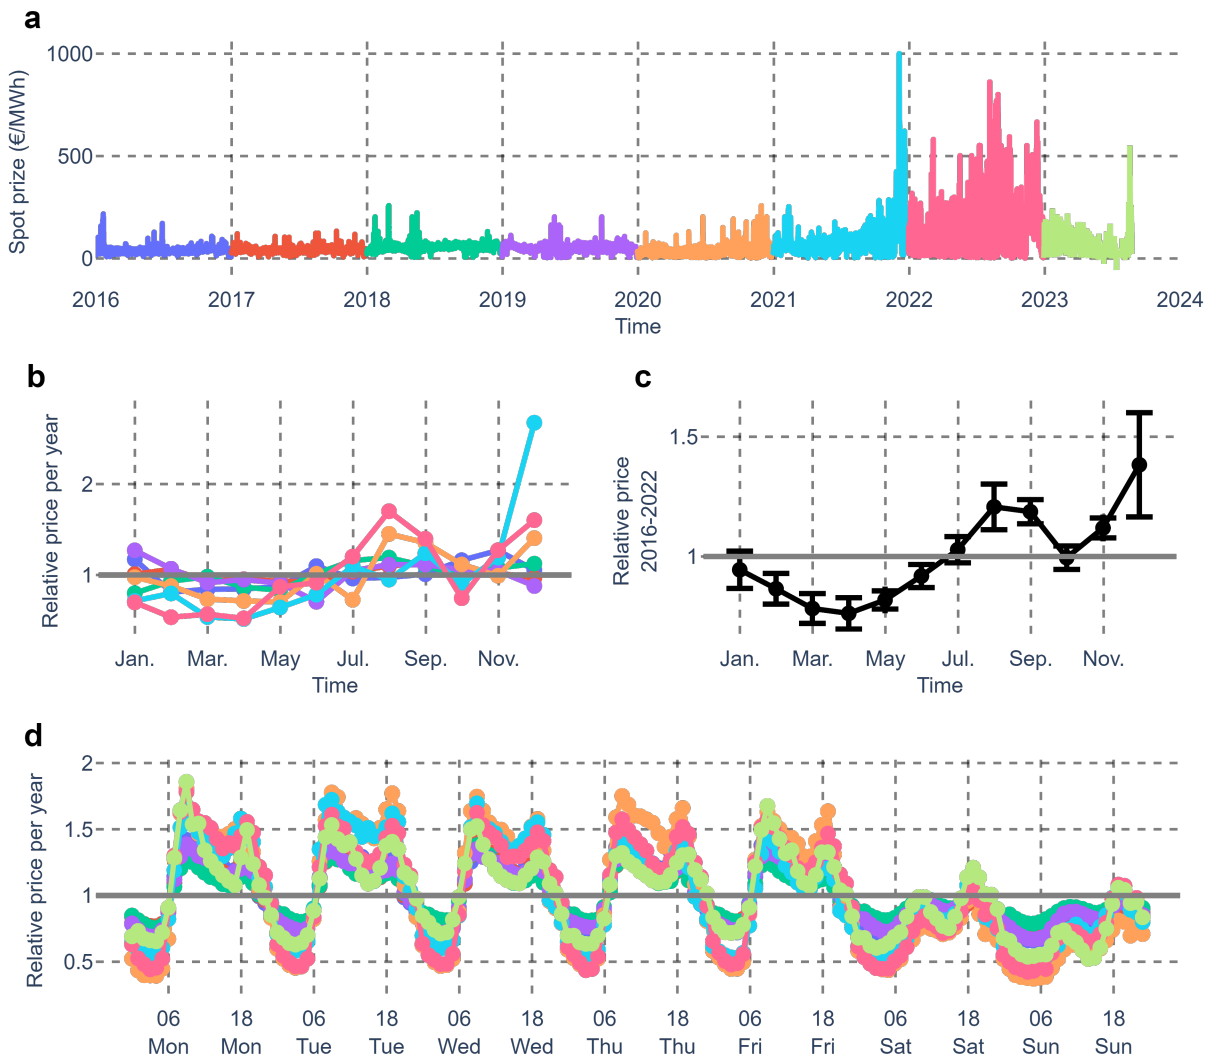 a
1000
500
0
Spot prize (€/MWh)
2016 2017 2018 2019 2020 2021 2022 2023 2024
Time
b
Relative price per year
2
1
Jan. Mar. May Jul. Sep. Nov.
Time
c
Relative price
2016-2022
1.5
1
Jan. Mar. May Jul. Sep. Nov.
Time
d
Relative price per year
2
1.5
1
0.5
06 18 06 18 06 18 06 18 06 18 06 18 06 18
Mon Mon Tue Tue Wed Wed Thu Thu Fri Fri Sat Sat Sun Sun